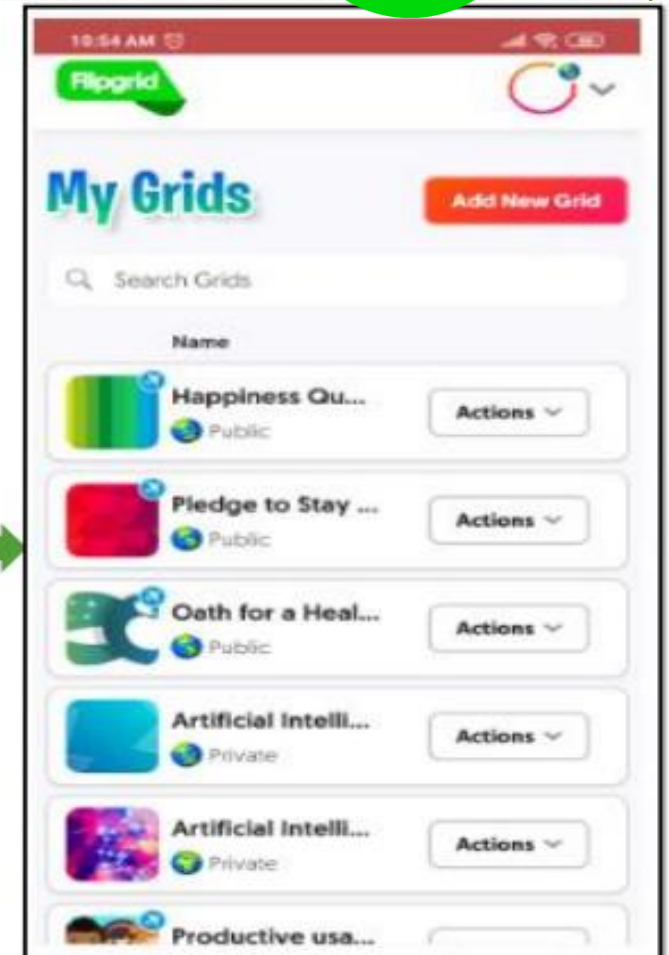 10:54 AM
Flipgrid
My Grids
Add New Grid
Search Grids
Name
Happiness Qu...
Public
Actions
Pledge to Stay ...
Public
Actions
Oath for a Heal...
Public
Actions
Artificial Intelli...
Private
Actions
Artificial Intelli...
Private
Actions
Productive usa...